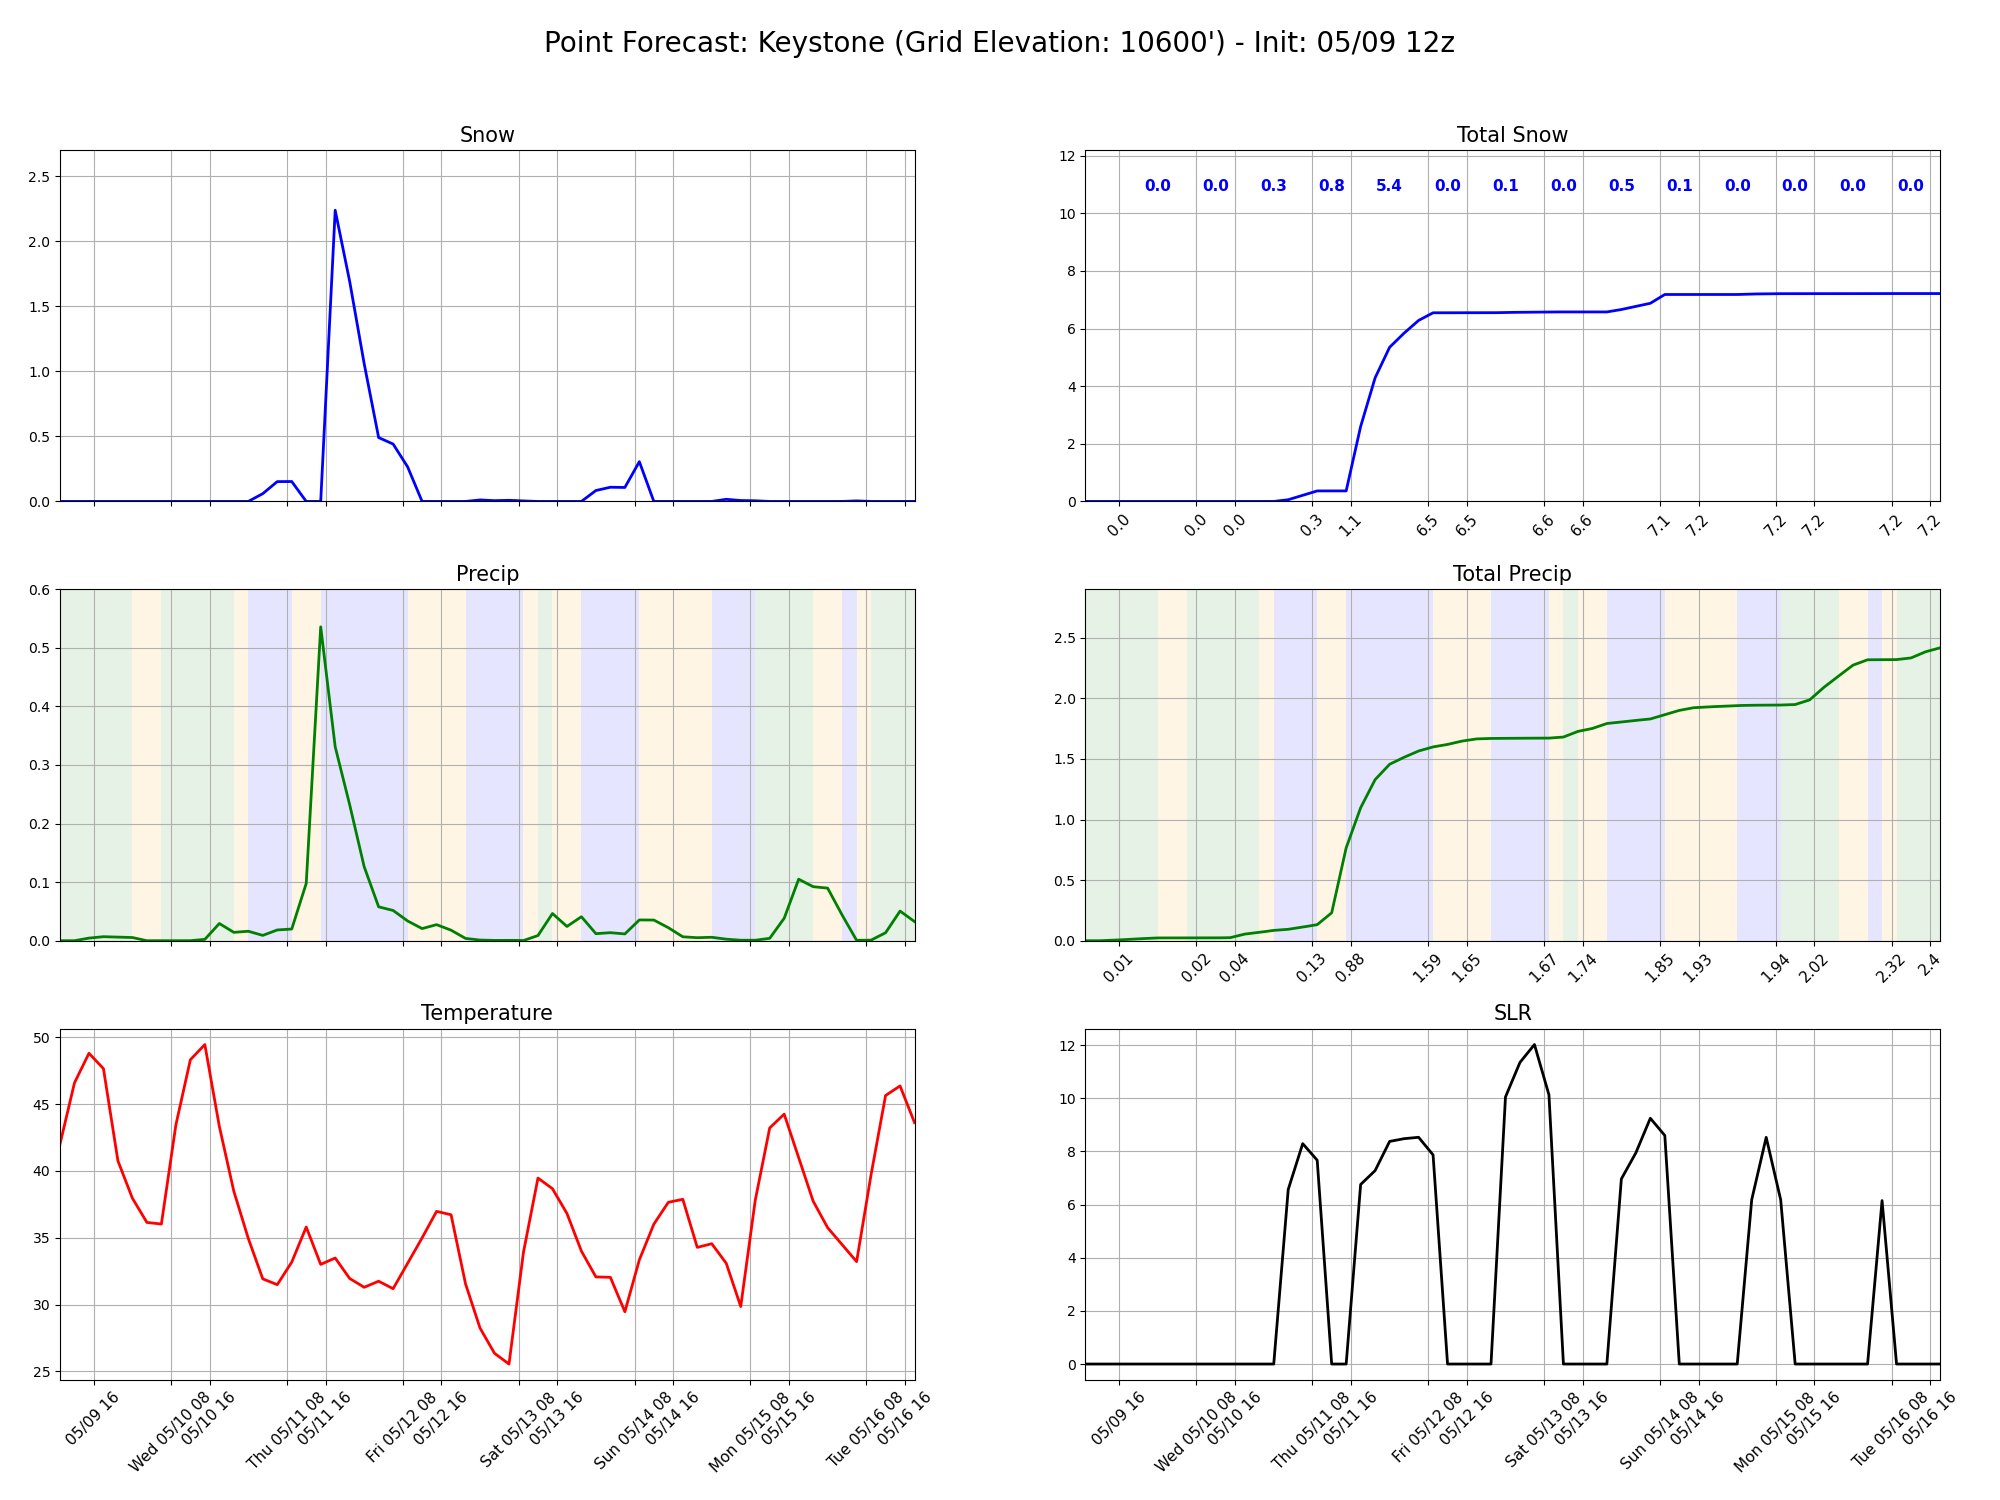 Point Forecast: Keystone (Grid Elevation: 10600') - Init: 05/09 12z
Snow
2.5
2.0
1.5
1.0
0.5
0.0
Total Snow
12
10
8
6
4
2
0
0.0 0.0 0.3 0.8 5.4 0.0 0.1 0.0 0.5 0.1 0.0 0.0 0.0 0.0
0.0 0.0 0.0 0.3 1.1 6.5 6.5 6.6 6.6 7.1 7.2 7.2 7.2 7.2 7.2
Precip
0.6
0.5
0.4
0.3
0.2
0.1
0.0
Total Precip
2.5
2.0
1.5
1.0
0.5
0.0
0.01 0.02 0.04 0.13 0.88 1.59 1.65 1.67 1.74 1.85 1.93 1.94 2.02 2.32 2.4
Temperature
50
45
40
35
30
25
05/09 16
Wed 05/10 08
05/10 16
Thu 05/11 08
05/11 16
Fri 05/12 08
05/12 16
Sat 05/13 08
05/13 16
Sun 05/14 08
05/14 16
Mon 05/15 08
05/15 16
Tue 05/16 08
05/16 16
SLR
12
10
8
6
4
2
0
05/09 16
Wed 05/10 08
05/10 16
Thu 05/11 08
05/11 16
Fri 05/12 08
05/12 16
Sat 05/13 08
05/13 16
Sun 05/14 08
05/14 16
Mon 05/15 08
05/15 16
Tue 05/16 08
05/16 16